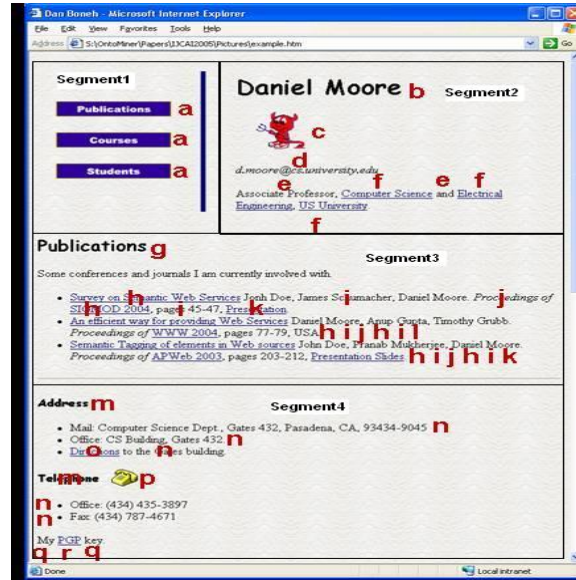 Dan Boneh - Microsoft Internet Explorer
File Edit View Favorites Tools Help
Address S:\OntoMiner\Papers\IJCAI2005\Pictures\example.htm Go
Segment1
Publications a
Courses a
Students a
Daniel Moore b Segment2
c
d
d.moore@cs.university.edu
e f e f
Associate Professor, Computer Science and Electrical
Engineering, US University
f
Publications g
Segment3
Some conferences and journals I am currently involved with.
h i j
Survey on Semantic Web Services Jonh Doe, James Scumacher, Daniel Moore. Proceedings of
h i k
SIGMOD 2004, pages 45-47, Presentation.
An efficient way for providing Web Services Daniel Moore, Anup Gupta, Timothy Grubb.
Proceedings of WWW 2004, pages 77-79, USA. h i j h i l
Semantic Tagging of elements in Web sources John Doe, Pranab Mukherjee, Daniel Moore.
Proceedings of APWeb 2003, pages 203-212, Presentation Slides. h i j h i k
Address m Segment4
Mail: Computer Science Dept., Gates 432, Pasadena, CA, 93434-9045 n
Office: CS Building, Gates 432. n
Directions to the Gates building.
o n
Telephone
m p
n Office: (434) 435-3897
n Fax: (434) 787-4671
My PGP key.
q r q
Done Local intranet